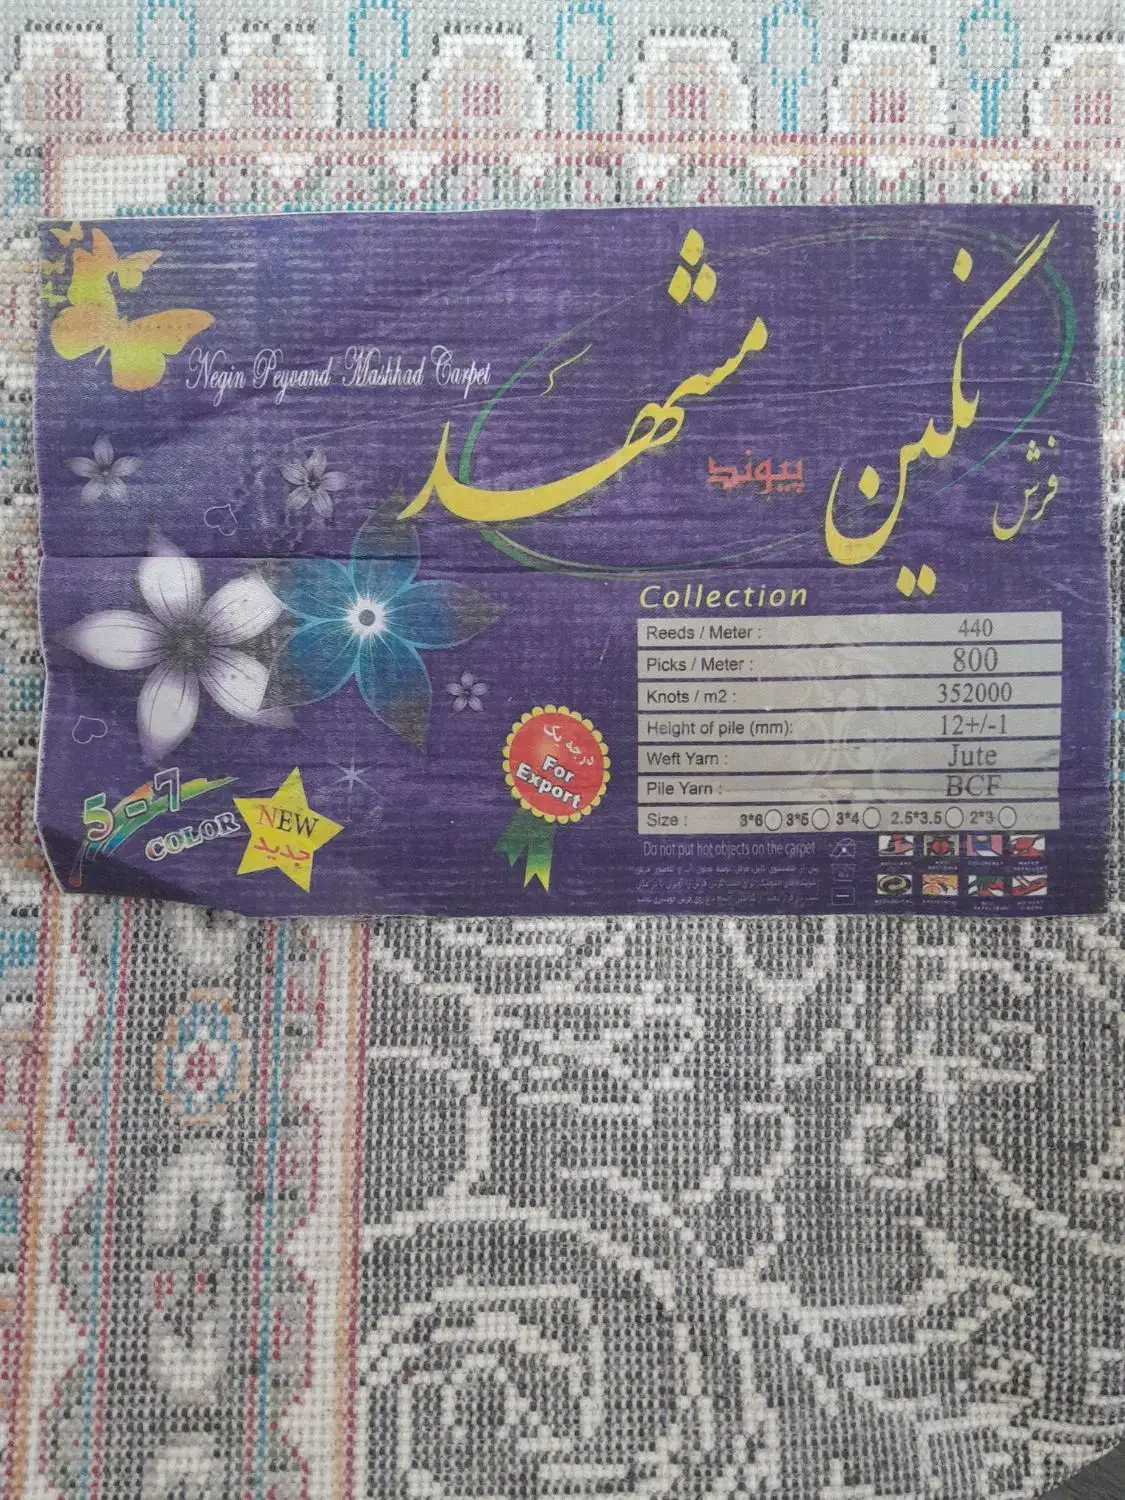 فرش نگین پیوند مشهد
Negin Peyvand Mashhad Carpet
Collection
Reeds / Meter : 440
Picks / Meter : 800
Knots / m2 : 352000
Height of pile (mm): 12+/-1
Weft Yarn : Jute
Pile Yarn : BCF
Size : 3*6 3*5 3*4 2.5*3.5 2*3
Do not put hot objects on the carpet
درجه یک
For
Export
5-7
COLOR
NEW
جدید